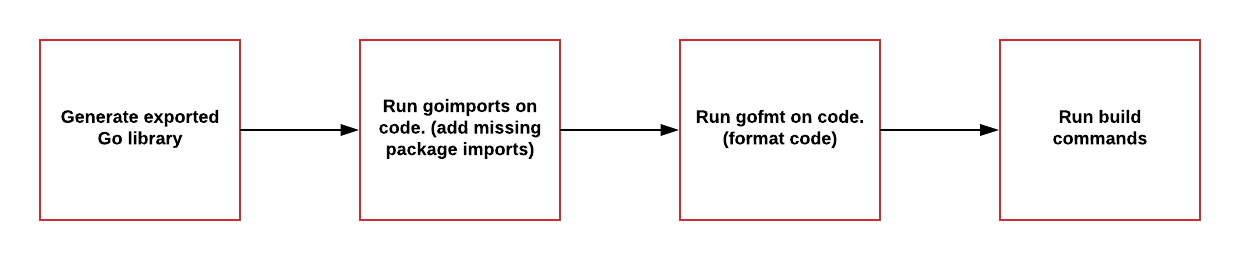 Generate exported
Go library
Run goimports on
code. (add missing
package imports)
Run gofmt on code.
(format code)
Run build
commands